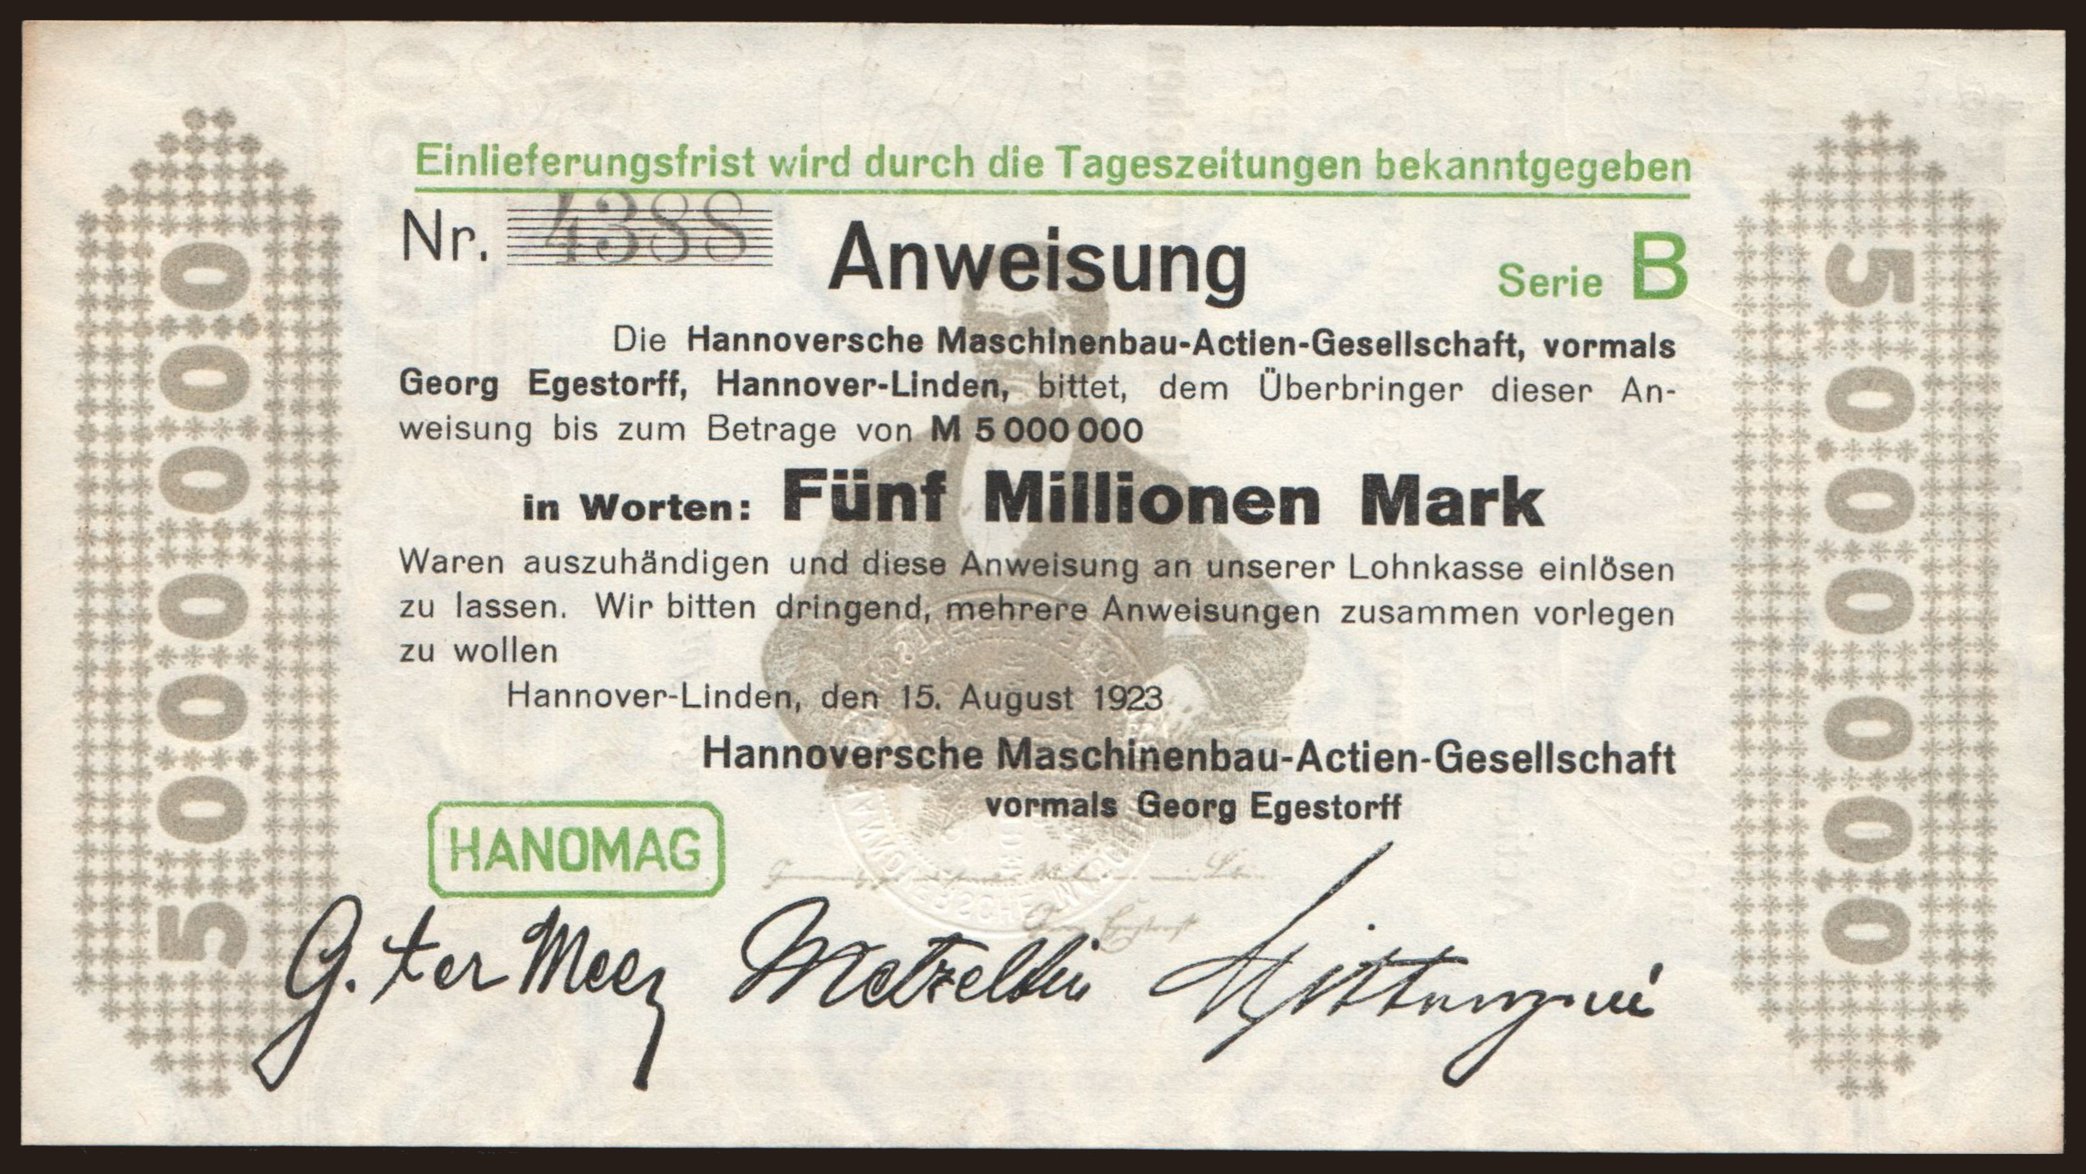 Einlieferungsfrist wird durch die Tageszeitungen bekanntgegeben
Nr. 4388
Anweisung
Serie B
Die Hannoversche Maschinenbau-Actien-Gesellschaft, vormals
Georg Egestorff, Hannover-Linden, bittet, dem Überbringer dieser An-
weisung bis zum Betrage von M 5 000 000
in Worten: Fünf Millionen Mark
Waren auszuhändigen und diese Anweisung an unserer Lohnkasse einlösen
zu lassen. Wir bitten dringend, mehrere Anweisungen zusammen vorlegen
zu wollen
Hannover-Linden, den 15. August 1923
Hannoversche Maschinenbau-Actien-Gesellschaft
vormals Georg Egestorff
HANOMAG
G. ter Meer Metzeltin
5000000
5000000